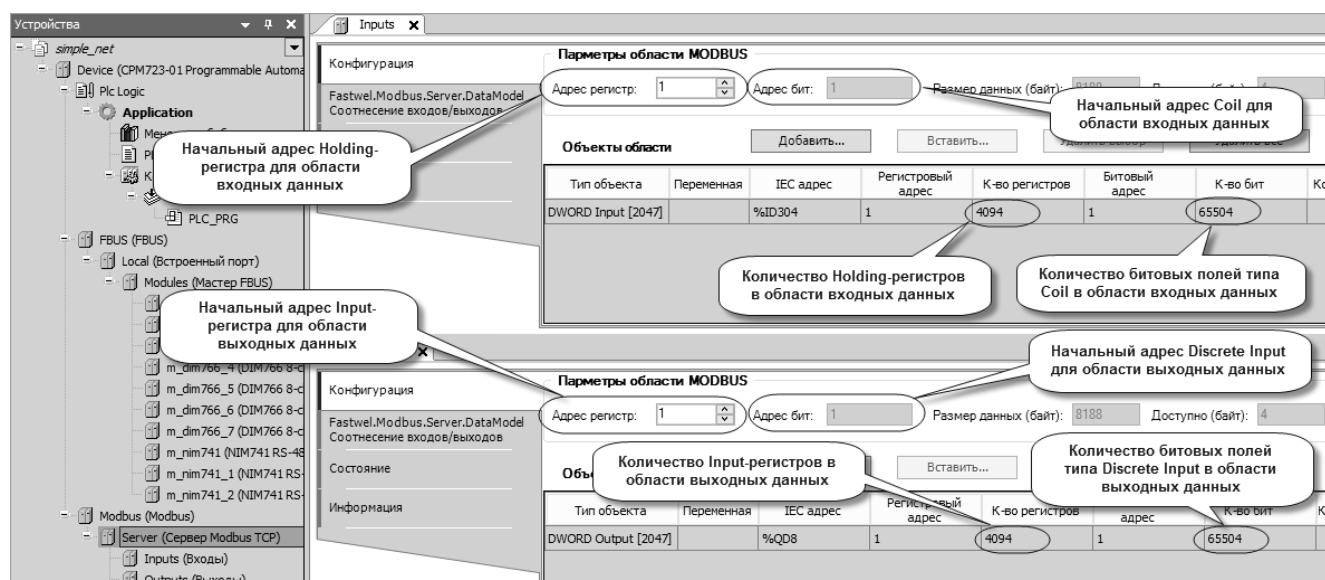 Устройства
simple_net
Device (CPM723-01 Programmable Automa
Plc Logic
Application
PLC_PRG
FBUS (FBUS)
Local (Встроенный порт)
Modules (Мастер FBUS)
m_dim766_4 (DIM766 8-c
m_dim766_5 (DIM766 8-c
m_dim766_6 (DIM766 8-c
m_dim766_7 (DIM766 8-c
m_nim741 (NIM741 RS-48
m_nim741_1 (NIM741 RS-
m_nim741_2 (NIM741 RS-
Modbus (Modbus)
Server (Сервер Modbus TCP)
Inputs (Входы)
Outputs (Выходы)
Начальный адрес Holding-
регистра для области
входных данных
Начальный адрес Input-
регистра для области
выходных данных
Inputs
Конфигурация
Fastwel.Modbus.Server.DataModel
Соотнесение входов/выходов
Парметры области MODBUS
Адрес регистр: 1
Адрес бит: 1
Размер данных (байт): 8188
4
Начальный адрес Coil для
области входных данных
Объекты области
Добавить...
Вставить...
Тип объекта
Переменная
IEC адрес
Регистровый
адрес
К-во регистров
Битовый
адрес
К-во бит
DWORD Input [2047]
%ID304
1
4094
1
65504
Количество Holding-регистров
в области входных данных
Количество битовых полей типа
Coil в области входных данных
Конфигурация
Fastwel.Modbus.Server.DataModel
Соотнесение входов/выходов
Состояние
Информация
Парметры области MODBUS
Адрес регистр: 1
Адрес бит: 1
Размер данных (байт): 8188
Доступно (байт): 4
Начальный адрес Discrete Input
для области выходных данных
Вставить...
Количество Input-регистров в
области выходных данных
Количество битовых полей
типа Discrete Input в области
выходных данных
Тип объекта
Переменная
IEC адрес
Регистровый
адрес
К-во регистров
адрес
К-во бит
DWORD Output [2047]
%QD8
1
4094
1
65504